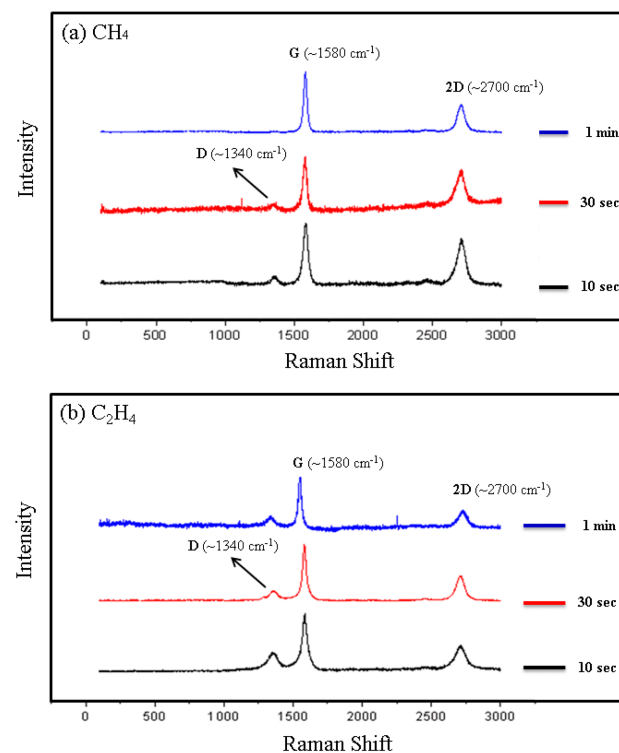 (a) CH₄
G (~1580 cm⁻¹)
2D (~2700 cm⁻¹)
1 min
D (~1340 cm⁻¹)
30 sec
10 sec
Intensity
0 500 1000 1500 2000 2500 3000
Raman Shift
(b) C₂H₄
G (~1580 cm⁻¹)
2D (~2700 cm⁻¹)
1 min
D (~1340 cm⁻¹)
30 sec
10 sec
Intensity
0 500 1000 1500 2000 2500 3000
Raman Shift